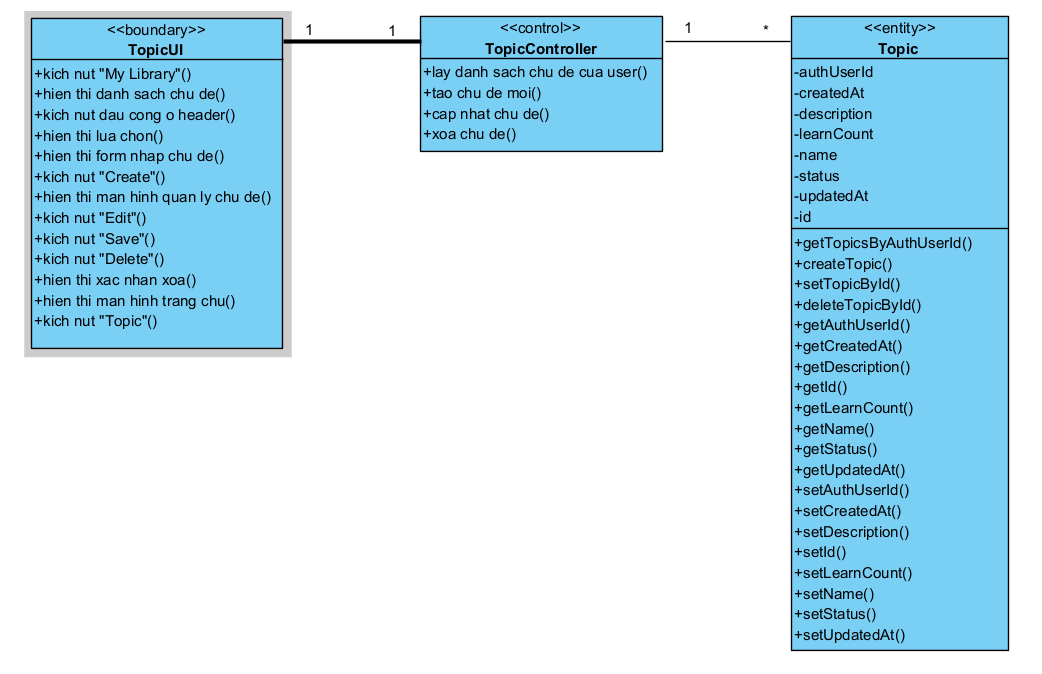 <<boundary>>
TopicUI
+kich nut "My Library"()
+hien thi danh sach chu de()
+kich nut dau cong o header()
+hien thi lua chon()
+hien thi form nhap chu de()
+kich nut "Create"()
+hien thi man hinh quan ly chu de()
+kich nut "Edit"()
+kich nut "Save"()
+kich nut "Delete"()
+hien thi xac nhan xoa()
+hien thi man hinh trang chu()
+kich nut "Topic"()
1
1
<<control>>
TopicController
+lay danh sach chu de cua user()
+tao chu de moi()
+cap nhat chu de()
+xoa chu de()
1
*
<<entity>>
Topic
-authUserId
-createdAt
-description
-learnCount
-name
-status
-updatedAt
-id
+getTopicsByAuthUserId()
+createTopic()
+setTopicById()
+deleteTopicById()
+getAuthUserId()
+getCreatedAt()
+getDescription()
+getId()
+getLearnCount()
+getName()
+getStatus()
+getUpdatedAt()
+setAuthUserId()
+setCreatedAt()
+setDescription()
+setId()
+setLearnCount()
+setName()
+setStatus()
+setUpdatedAt()